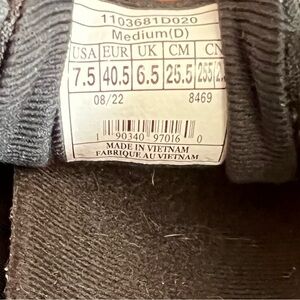 1103681D020
Medium(D)
USA EUR UK CM CN
7.5 40.5 6.5 25.5
08/22 8469
1 90340 97016 0
MADE IN VIETNAM
FABRIQUE AU VIETNAM